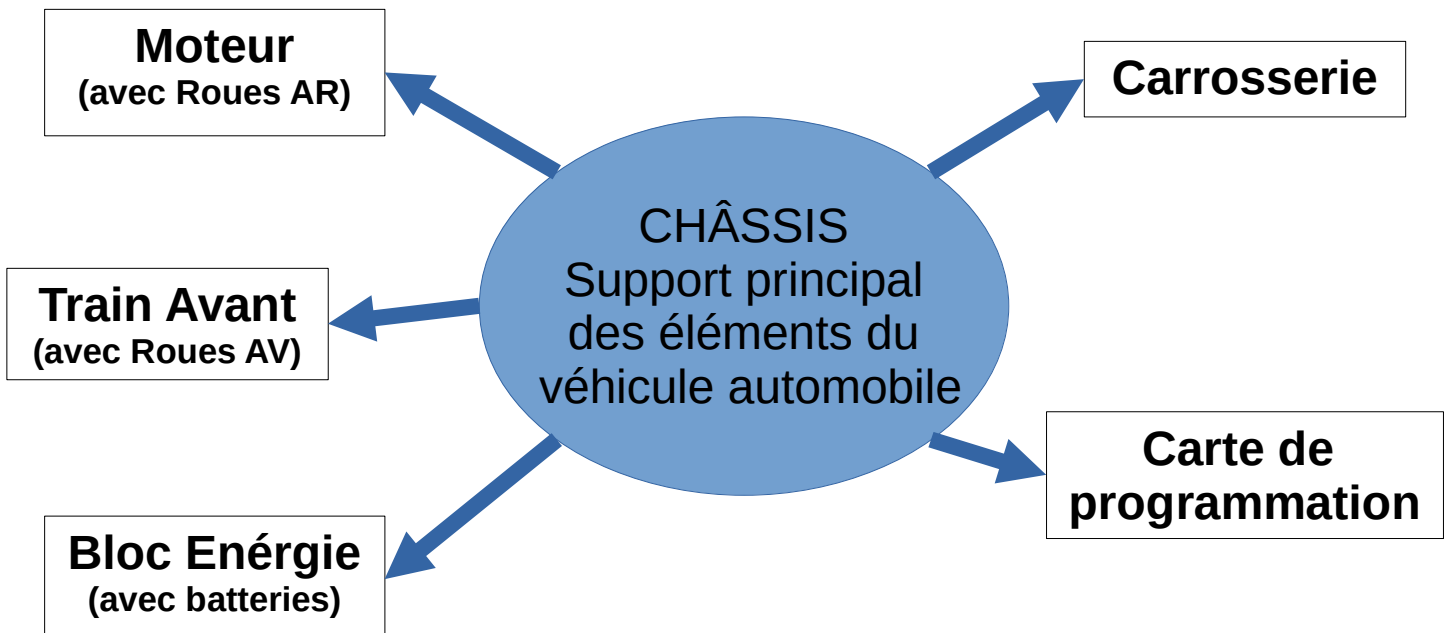 Moteur
(avec Roues AR)
Carrosserie
CHÂSSIS
Support principal
des éléments du
véhicule automobile
Train Avant
(avec Roues AV)
Carte de
programmation
Bloc Enérgie
(avec batteries)